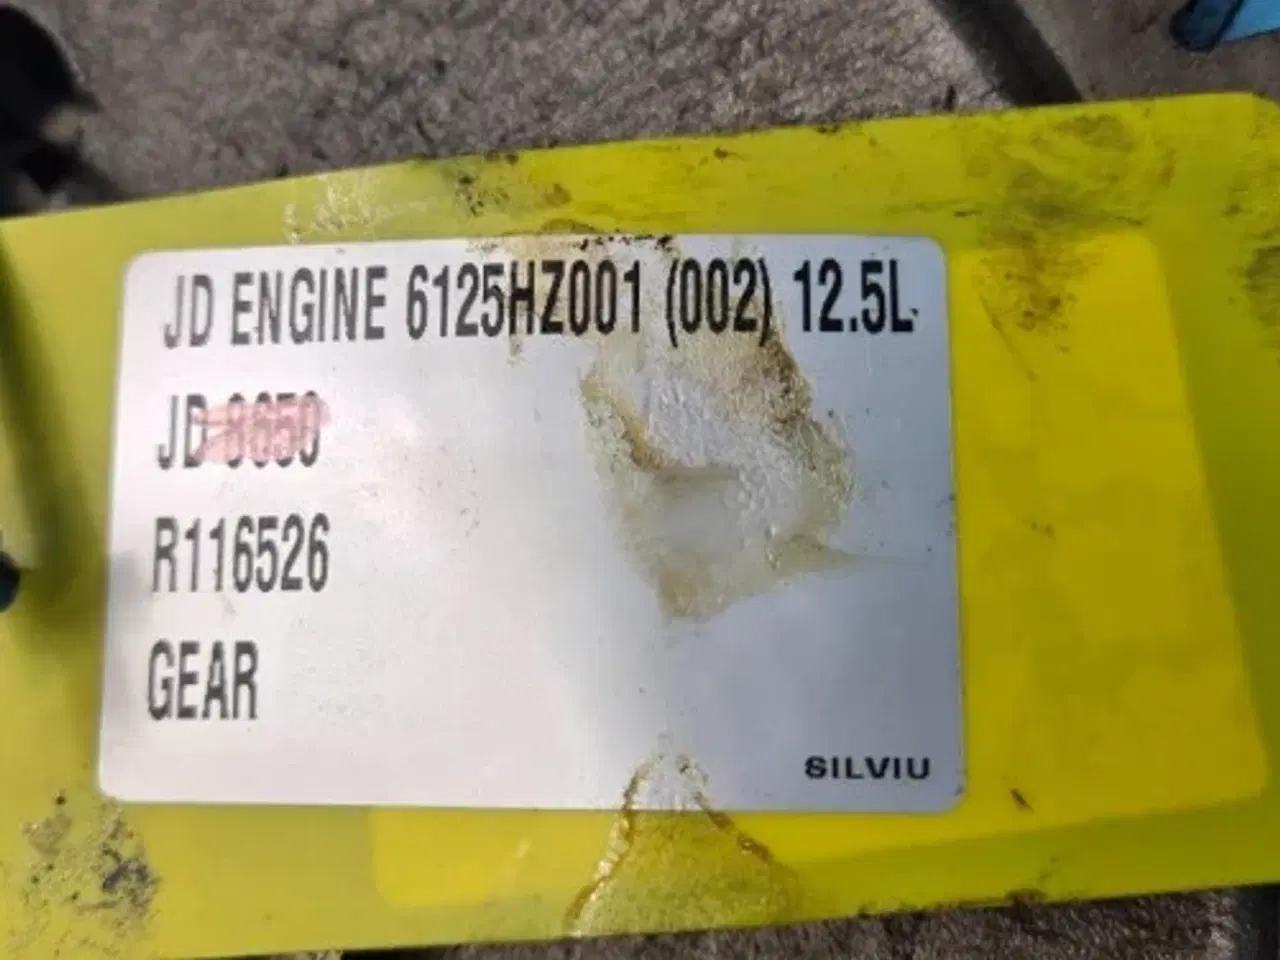 JD ENGINE 6125HZ001 (002) 12.5L
JD 8650
R116526
GEAR
SILVIU